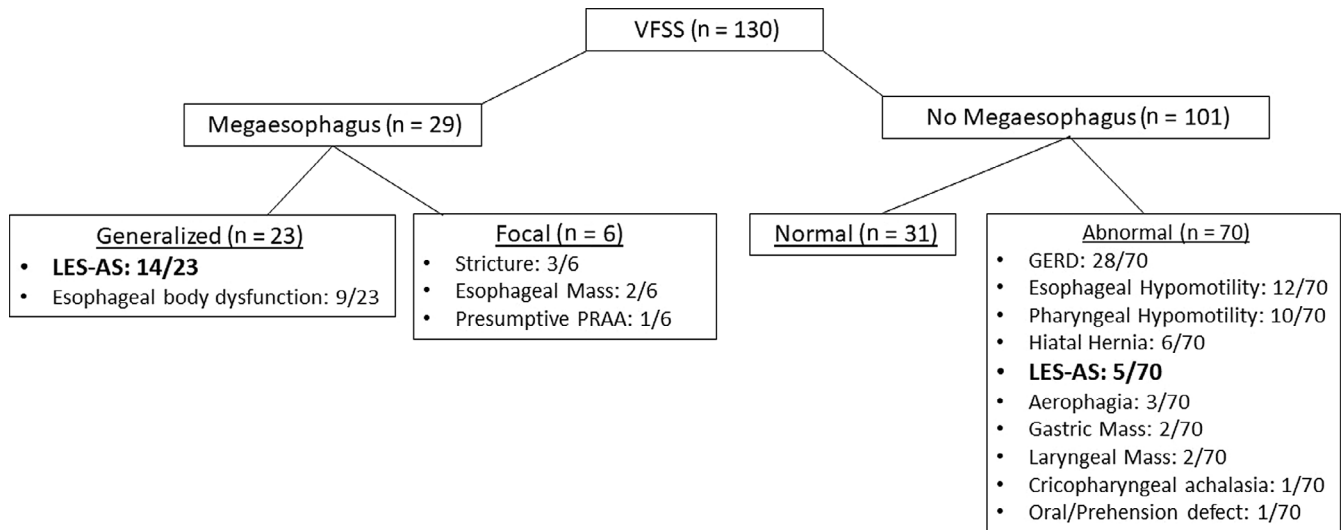 VFSS (n = 130)
Megaesophagus (n = 29)
No Megaesophagus (n = 101)
Generalized (n = 23)
• LES-AS: 14/23
• Esophageal body dysfunction: 9/23
Focal (n = 6)
• Stricture: 3/6
• Esophageal Mass: 2/6
• Presumptive PRAA: 1/6
Normal (n = 31)
Abnormal (n = 70)
• GERD: 28/70
• Esophageal Hypomotility: 12/70
• Pharyngeal Hypomotility: 10/70
• Hiatal Hernia: 6/70
• LES-AS: 5/70
• Aerophagia: 3/70
• Gastric Mass: 2/70
• Laryngeal Mass: 2/70
• Cricopharyngeal achalasia: 1/70
• Oral/Prehension defect: 1/70